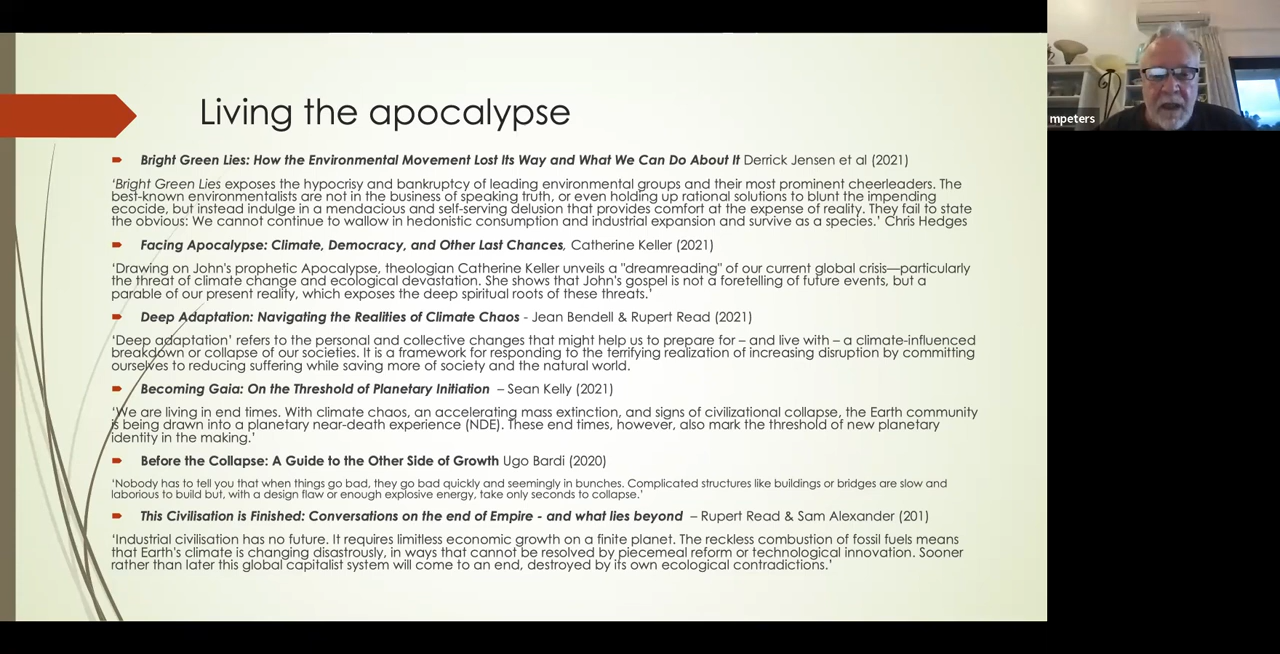 Living the apocalypse
Bright Green Lies: How the Environmental Movement Lost Its Way and What We Can Do About It Derrick Jensen et al (2021)
‘Bright Green Lies exposes the hypocrisy and bankruptcy of leading environmental groups and their most prominent cheerleaders. The
best-known environmentalists are not in the business of speaking truth, or even holding up rational solutions to blunt the impending
ecocide, but instead indulge in a mendacious and self-serving delusion that provides comfort at the expense of reality. They fail to state
the obvious: We cannot continue to wallow in hedonistic consumption and industrial expansion and survive as a species.’ Chris Hedges
Facing Apocalypse: Climate, Democracy, and Other Last Chances, Catherine Keller (2021)
‘Drawing on John's prophetic Apocalypse, theologian Catherine Keller unveils a "dreamreading" of our current global crisis—particularly
the threat of climate change and ecological devastation. She shows that John's gospel is not a foretelling of future events, but a
parable of our present reality, which exposes the deep spiritual roots of these threats.’
Deep Adaptation: Navigating the Realities of Climate Chaos - Jean Bendell & Rupert Read (2021)
‘Deep adaptation’ refers to the personal and collective changes that might help us to prepare for – and live with – a climate-influenced
breakdown or collapse of our societies. It is a framework for responding to the terrifying realization of increasing disruption by committing
ourselves to reducing suffering while saving more of society and the natural world.
Becoming Gaia: On the Threshold of Planetary Initiation – Sean Kelly (2021)
‘We are living in end times. With climate chaos, an accelerating mass extinction, and signs of civilizational collapse, the Earth community
is being drawn into a planetary near-death experience (NDE). These end times, however, also mark the threshold of new planetary
identity in the making.’
Before the Collapse: A Guide to the Other Side of Growth Ugo Bardi (2020)
‘Nobody has to tell you that when things go bad, they go bad quickly and seemingly in bunches. Complicated structures like buildings or bridges are slow and
laborious to build but, with a design flaw or enough explosive energy, take only seconds to collapse.’
This Civilisation is Finished: Conversations on the end of Empire - and what lies beyond – Rupert Read & Sam Alexander (201)
‘Industrial civilisation has no future. It requires limitless economic growth on a finite planet. The reckless combustion of fossil fuels means
that Earth's climate is changing disastrously, in ways that cannot be resolved by piecemeal reform or technological innovation. Sooner
rather than later this global capitalist system will come to an end, destroyed by its own ecological contradictions.’
mpeters